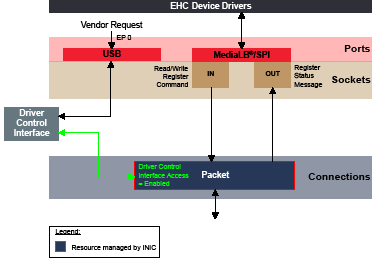 EHC Device Drivers
Vendor Request
EP 0
Ports
USB
MediaLB®/SPI
Read/Write
Register
Command
IN
OUT
Register
Status
Message
Sockets
Driver
Control
Interface
Driver Control
Interface Access
= Enabled
Packet
Connections
Legend:
Resource managed by INIC